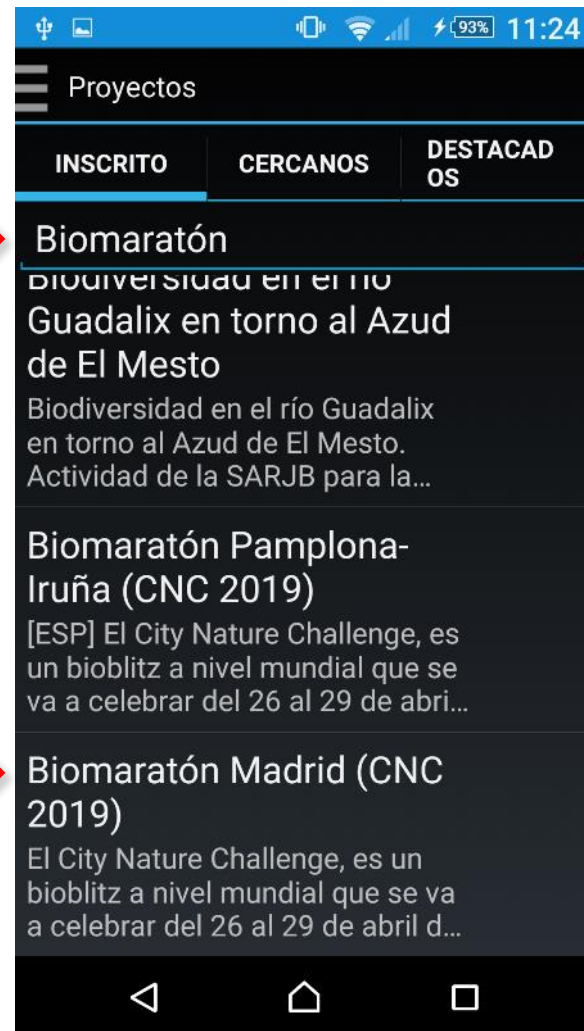 93% 11:24
Proyectos
INSCRITO
CERCANOS
DESTACAD
OS
Biomaratón
Biodiversidad en el río
Guadalix en torno al Azud
de El Mesto
Biodiversidad en el río Guadalix
en torno al Azud de El Mesto.
Actividad de la SARJB para la...
Biomaratón Pamplona-
Iruña (CNC 2019)
[ESP] El City Nature Challenge, es
un bioblitz a nivel mundial que se
va a celebrar del 26 al 29 de abri...
Biomaratón Madrid (CNC
2019)
El City Nature Challenge, es un
bioblitz a nivel mundial que se va
a celebrar del 26 al 29 de abril d...